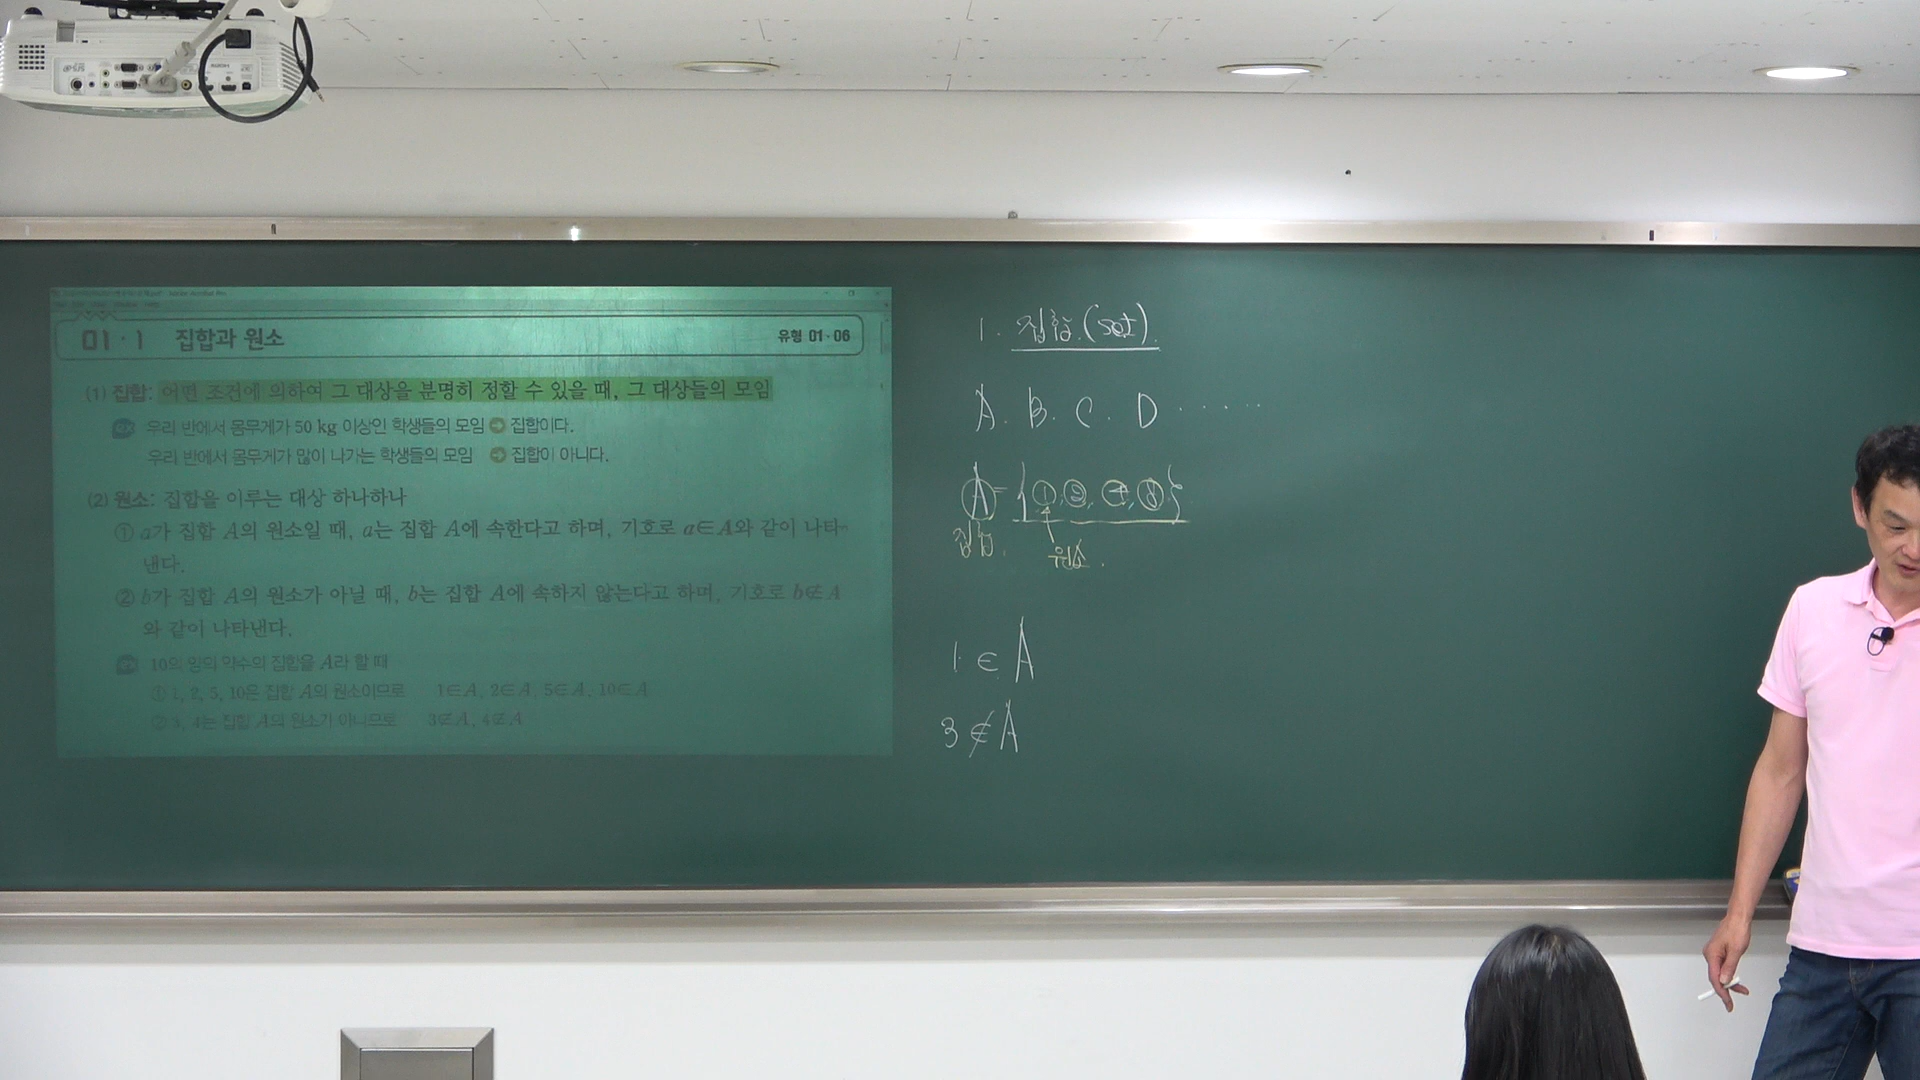 01·1 집합과 원소 유형 01·06
(1) 집합: 어떤 조건에 의하여 그 대상을 분명히 정할 수 있을 때, 그 대상들의 모임
우리 반에서 몸무게가 50 kg 이상인 학생들의 모임 ➔ 집합이다.
우리 반에서 몸무게가 많이 나가는 학생들의 모임 ➔ 집합이 아니다.
(2) 원소: 집합을 이루는 대상 하나하나
① a가 집합 A의 원소일 때, a는 집합 A에 속한다고 하며, 기호로 a∈A와 같이 나타
낸다.
② b가 집합 A의 원소가 아닐 때, b는 집합 A에 속하지 않는다고 하며, 기호로 b∉A
와 같이 나타낸다.
10의 양의 약수의 집합을 A라 할 때
① 1, 2, 5, 10은 집합 A의 원소이므로 1∈A, 2∈A, 5∈A, 10∈A
② 3, 4는 집합 A의 원소가 아니므로 3∉A, 4∉A
1. 집합.(set).
A. B. C. D ······
A = {1, 2, 4, 8}
집합. 원소.
1 ∈ A
3 ∉ A